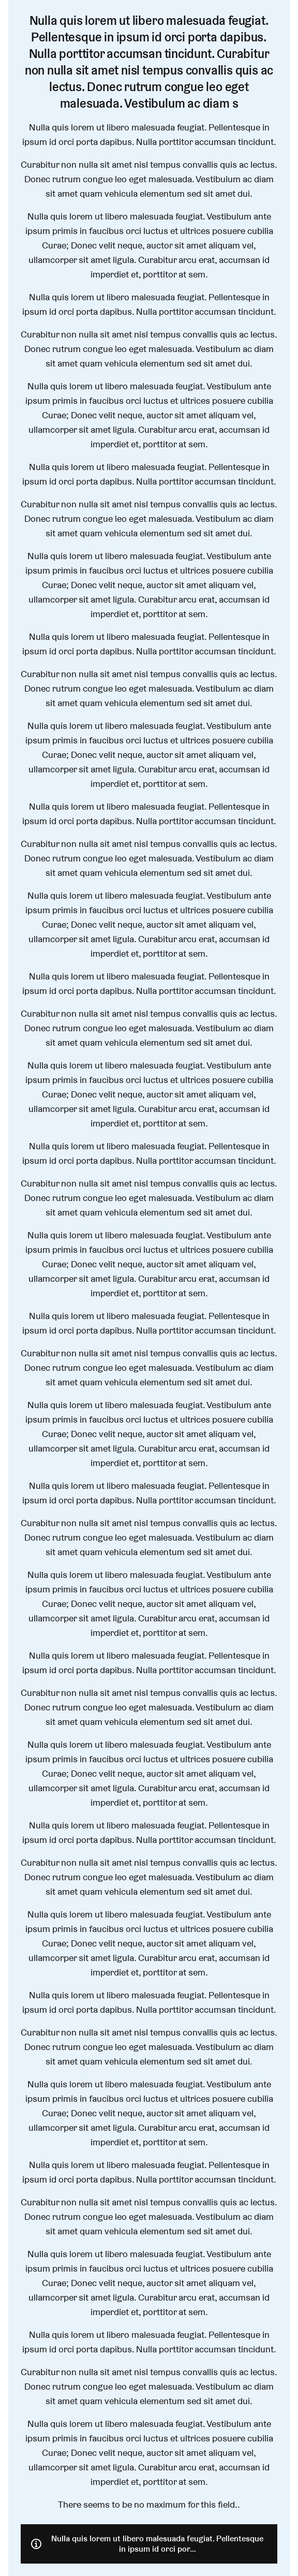 Nulla quis lorem ut libero malesuada feugiat.
Pellentesque in ipsum id orci porta dapibus.
Nulla porttitor accumsan tincidunt. Curabitur
non nulla sit amet nisl tempus convallis quis ac
lectus. Donec rutrum congue leo eget
malesuada. Vestibulum ac diam s
Nulla quis lorem ut libero malesuada feugiat. Pellentesque in
ipsum id orci porta dapibus. Nulla porttitor accumsan tincidunt.
Curabitur non nulla sit amet nisl tempus convallis quis ac lectus.
Donec rutrum congue leo eget malesuada. Vestibulum ac diam
sit amet quam vehicula elementum sed sit amet dui.
Nulla quis lorem ut libero malesuada feugiat. Vestibulum ante
ipsum primis in faucibus orci luctus et ultrices posuere cubilia
Curae; Donec velit neque, auctor sit amet aliquam vel,
ullamcorper sit amet ligula. Curabitur arcu erat, accumsan id
imperdiet et, porttitor at sem.
Nulla quis lorem ut libero malesuada feugiat. Pellentesque in
ipsum id orci porta dapibus. Nulla porttitor accumsan tincidunt.
Curabitur non nulla sit amet nisl tempus convallis quis ac lectus.
Donec rutrum congue leo eget malesuada. Vestibulum ac diam
sit amet quam vehicula elementum sed sit amet dui.
Nulla quis lorem ut libero malesuada feugiat. Vestibulum ante
ipsum primis in faucibus orci luctus et ultrices posuere cubilia
Curae; Donec velit neque, auctor sit amet aliquam vel,
ullamcorper sit amet ligula. Curabitur arcu erat, accumsan id
imperdiet et, porttitor at sem.
Nulla quis lorem ut libero malesuada feugiat. Pellentesque in
ipsum id orci porta dapibus. Nulla porttitor accumsan tincidunt.
Curabitur non nulla sit amet nisl tempus convallis quis ac lectus.
Donec rutrum congue leo eget malesuada. Vestibulum ac diam
sit amet quam vehicula elementum sed sit amet dui.
Nulla quis lorem ut libero malesuada feugiat. Vestibulum ante
ipsum primis in faucibus orci luctus et ultrices posuere cubilia
Curae; Donec velit neque, auctor sit amet aliquam vel,
ullamcorper sit amet ligula. Curabitur arcu erat, accumsan id
imperdiet et, porttitor at sem.
Nulla quis lorem ut libero malesuada feugiat. Pellentesque in
ipsum id orci porta dapibus. Nulla porttitor accumsan tincidunt.
Curabitur non nulla sit amet nisl tempus convallis quis ac lectus.
Donec rutrum congue leo eget malesuada. Vestibulum ac diam
sit amet quam vehicula elementum sed sit amet dui.
Nulla quis lorem ut libero malesuada feugiat. Vestibulum ante
ipsum primis in faucibus orci luctus et ultrices posuere cubilia
Curae; Donec velit neque, auctor sit amet aliquam vel,
ullamcorper sit amet ligula. Curabitur arcu erat, accumsan id
imperdiet et, porttitor at sem.
Nulla quis lorem ut libero malesuada feugiat. Pellentesque in
ipsum id orci porta dapibus. Nulla porttitor accumsan tincidunt.
Curabitur non nulla sit amet nisl tempus convallis quis ac lectus.
Donec rutrum congue leo eget malesuada. Vestibulum ac diam
sit amet quam vehicula elementum sed sit amet dui.
Nulla quis lorem ut libero malesuada feugiat. Vestibulum ante
ipsum primis in faucibus orci luctus et ultrices posuere cubilia
Curae; Donec velit neque, auctor sit amet aliquam vel,
ullamcorper sit amet ligula. Curabitur arcu erat, accumsan id
imperdiet et, porttitor at sem.
Nulla quis lorem ut libero malesuada feugiat. Pellentesque in
ipsum id orci porta dapibus. Nulla porttitor accumsan tincidunt.
Curabitur non nulla sit amet nisl tempus convallis quis ac lectus.
Donec rutrum congue leo eget malesuada. Vestibulum ac diam
sit amet quam vehicula elementum sed sit amet dui.
Nulla quis lorem ut libero malesuada feugiat. Vestibulum ante
ipsum primis in faucibus orci luctus et ultrices posuere cubilia
Curae; Donec velit neque, auctor sit amet aliquam vel,
ullamcorper sit amet ligula. Curabitur arcu erat, accumsan id
imperdiet et, porttitor at sem.
Nulla quis lorem ut libero malesuada feugiat. Pellentesque in
ipsum id orci porta dapibus. Nulla porttitor accumsan tincidunt.
Curabitur non nulla sit amet nisl tempus convallis quis ac lectus.
Donec rutrum congue leo eget malesuada. Vestibulum ac diam
sit amet quam vehicula elementum sed sit amet dui.
Nulla quis lorem ut libero malesuada feugiat. Vestibulum ante
ipsum primis in faucibus orci luctus et ultrices posuere cubilia
Curae; Donec velit neque, auctor sit amet aliquam vel,
ullamcorper sit amet ligula. Curabitur arcu erat, accumsan id
imperdiet et, porttitor at sem.
Nulla quis lorem ut libero malesuada feugiat. Pellentesque in
ipsum id orci porta dapibus. Nulla porttitor accumsan tincidunt.
Curabitur non nulla sit amet nisl tempus convallis quis ac lectus.
Donec rutrum congue leo eget malesuada. Vestibulum ac diam
sit amet quam vehicula elementum sed sit amet dui.
Nulla quis lorem ut libero malesuada feugiat. Vestibulum ante
ipsum primis in faucibus orci luctus et ultrices posuere cubilia
Curae; Donec velit neque, auctor sit amet aliquam vel,
ullamcorper sit amet ligula. Curabitur arcu erat, accumsan id
imperdiet et, porttitor at sem.
Nulla quis lorem ut libero malesuada feugiat. Pellentesque in
ipsum id orci porta dapibus. Nulla porttitor accumsan tincidunt.
Curabitur non nulla sit amet nisl tempus convallis quis ac lectus.
Donec rutrum congue leo eget malesuada. Vestibulum ac diam
sit amet quam vehicula elementum sed sit amet dui.
Nulla quis lorem ut libero malesuada feugiat. Vestibulum ante
ipsum primis in faucibus orci luctus et ultrices posuere cubilia
Curae; Donec velit neque, auctor sit amet aliquam vel,
ullamcorper sit amet ligula. Curabitur arcu erat, accumsan id
imperdiet et, porttitor at sem.
Nulla quis lorem ut libero malesuada feugiat. Pellentesque in
ipsum id orci porta dapibus. Nulla porttitor accumsan tincidunt.
Curabitur non nulla sit amet nisl tempus convallis quis ac lectus.
Donec rutrum congue leo eget malesuada. Vestibulum ac diam
sit amet quam vehicula elementum sed sit amet dui.
Nulla quis lorem ut libero malesuada feugiat. Vestibulum ante
ipsum primis in faucibus orci luctus et ultrices posuere cubilia
Curae; Donec velit neque, auctor sit amet aliquam vel,
ullamcorper sit amet ligula. Curabitur arcu erat, accumsan id
imperdiet et, porttitor at sem.
Nulla quis lorem ut libero malesuada feugiat. Pellentesque in
ipsum id orci porta dapibus. Nulla porttitor accumsan tincidunt.
Curabitur non nulla sit amet nisl tempus convallis quis ac lectus.
Donec rutrum congue leo eget malesuada. Vestibulum ac diam
sit amet quam vehicula elementum sed sit amet dui.
Nulla quis lorem ut libero malesuada feugiat. Vestibulum ante
ipsum primis in faucibus orci luctus et ultrices posuere cubilia
Curae; Donec velit neque, auctor sit amet aliquam vel,
ullamcorper sit amet ligula. Curabitur arcu erat, accumsan id
imperdiet et, porttitor at sem.
Nulla quis lorem ut libero malesuada feugiat. Pellentesque in
ipsum id orci porta dapibus. Nulla porttitor accumsan tincidunt.
Curabitur non nulla sit amet nisl tempus convallis quis ac lectus.
Donec rutrum congue leo eget malesuada. Vestibulum ac diam
sit amet quam vehicula elementum sed sit amet dui.
Nulla quis lorem ut libero malesuada feugiat. Vestibulum ante
ipsum primis in faucibus orci luctus et ultrices posuere cubilia
Curae; Donec velit neque, auctor sit amet aliquam vel,
ullamcorper sit amet ligula. Curabitur arcu erat, accumsan id
imperdiet et, porttitor at sem.
Nulla quis lorem ut libero malesuada feugiat. Pellentesque in
ipsum id orci porta dapibus. Nulla porttitor accumsan tincidunt.
Curabitur non nulla sit amet nisl tempus convallis quis ac lectus.
Donec rutrum congue leo eget malesuada. Vestibulum ac diam
sit amet quam vehicula elementum sed sit amet dui.
Nulla quis lorem ut libero malesuada feugiat. Vestibulum ante
ipsum primis in faucibus orci luctus et ultrices posuere cubilia
Curae; Donec velit neque, auctor sit amet aliquam vel,
ullamcorper sit amet ligula. Curabitur arcu erat, accumsan id
imperdiet et, porttitor at sem.
Nulla quis lorem ut libero malesuada feugiat. Pellentesque in
ipsum id orci porta dapibus. Nulla porttitor accumsan tincidunt.
Curabitur non nulla sit amet nisl tempus convallis quis ac lectus.
Donec rutrum congue leo eget malesuada. Vestibulum ac diam
sit amet quam vehicula elementum sed sit amet dui.
Nulla quis lorem ut libero malesuada feugiat. Vestibulum ante
ipsum primis in faucibus orci luctus et ultrices posuere cubilia
Curae; Donec velit neque, auctor sit amet aliquam vel,
ullamcorper sit amet ligula. Curabitur arcu erat, accumsan id
imperdiet et, porttitor at sem.
There seems to be no maximum for this field..
Nulla quis lorem ut libero malesuada feugiat. Pellentesque
in ipsum id orci por...